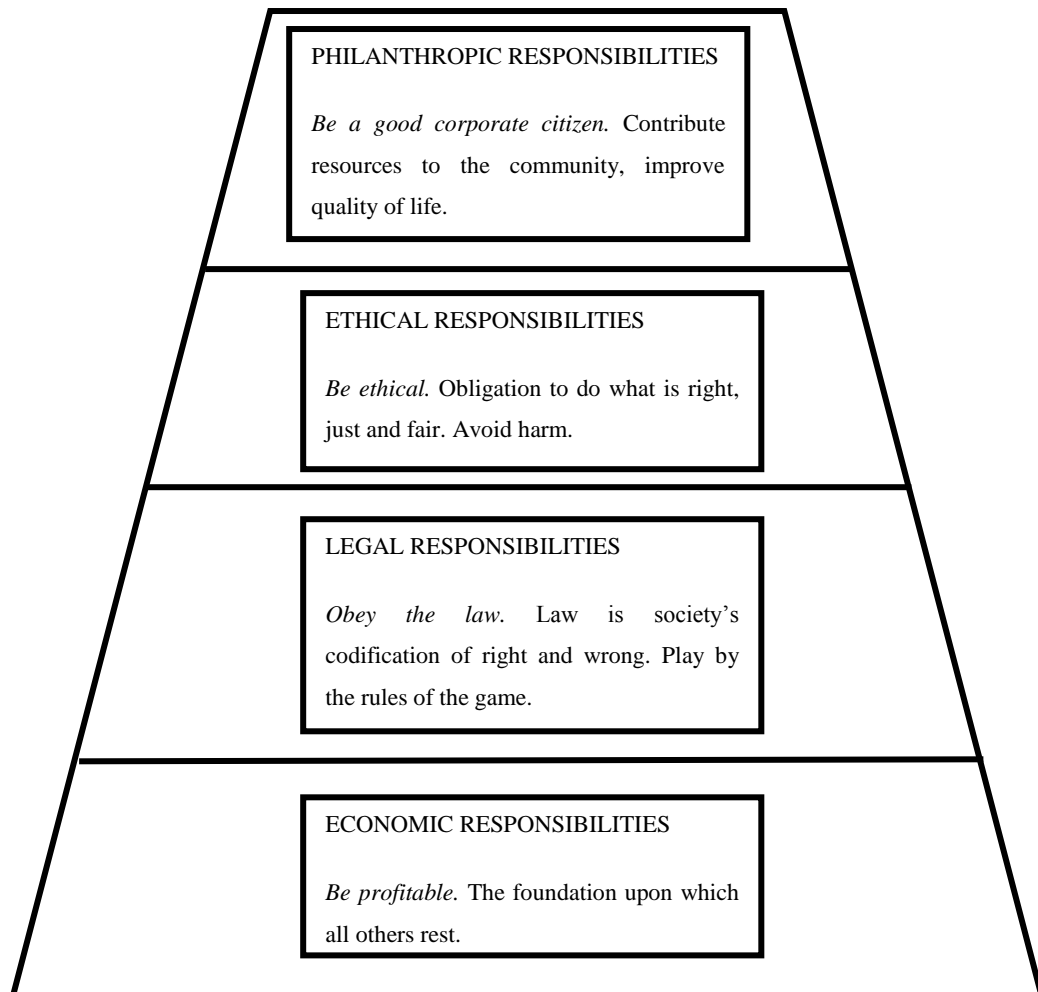 PHILANTHROPIC RESPONSIBILITIES
Be a good corporate citizen. Contribute
resources to the community, improve
quality of life.
ETHICAL RESPONSIBILITIES
Be ethical. Obligation to do what is right,
just and fair. Avoid harm.
LEGAL RESPONSIBILITIES
Obey the law. Law is society’s
codification of right and wrong. Play by
the rules of the game.
ECONOMIC RESPONSIBILITIES
Be profitable. The foundation upon which
all others rest.